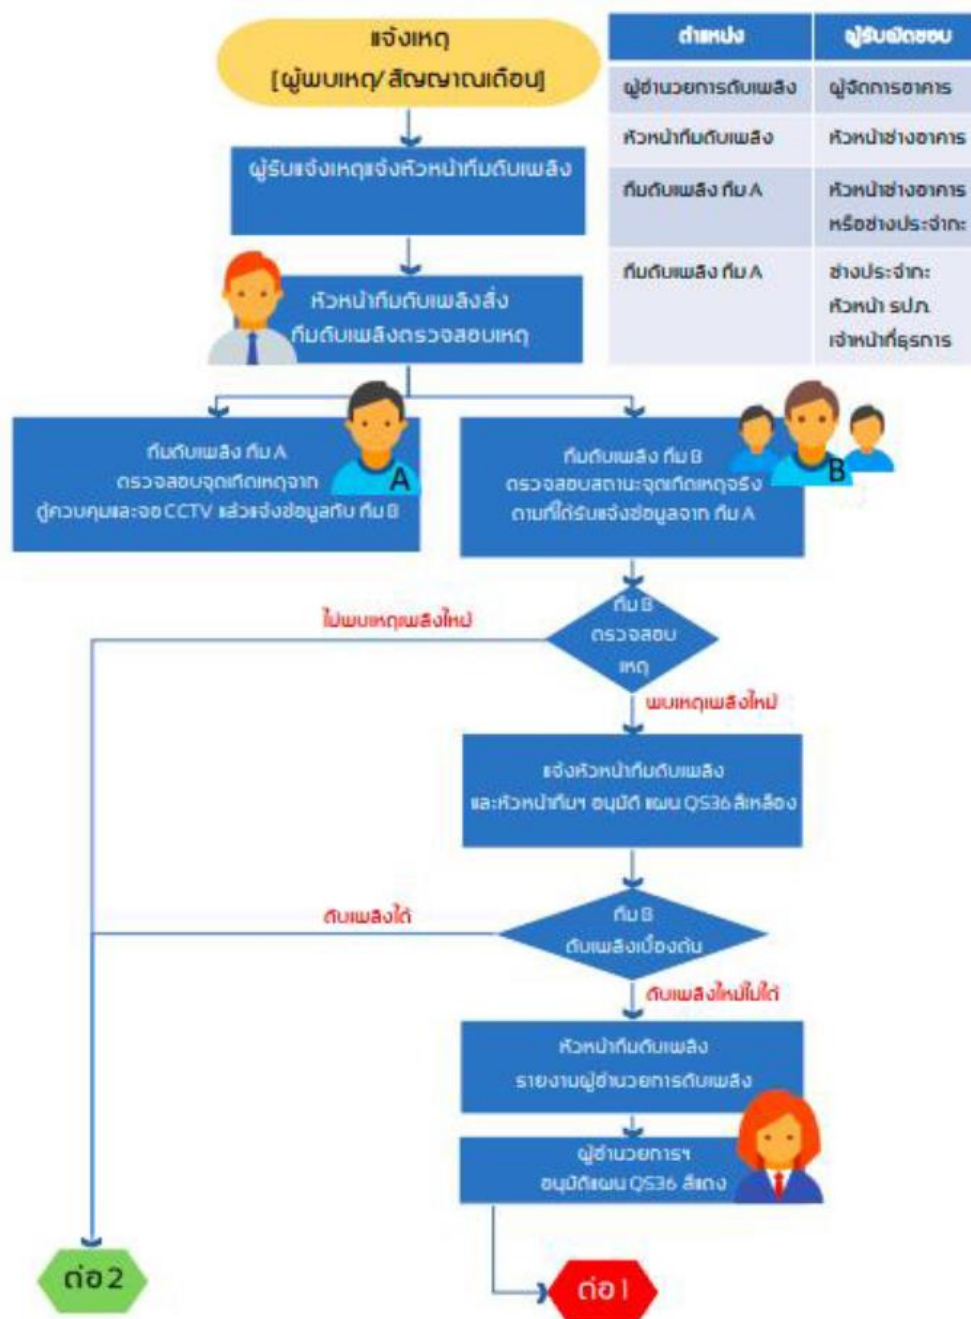 แจ้งเหตุ
[ผู้พบเหตุ/สัญญาณเตือน]
ตำแหน่ง
ผู้รับผิดชอบ
ผู้อำนวยการดับเพลิง
ผู้จัดการอาคาร
หัวหน้าทีมดับเพลิง
หัวหน้าช่างอาคาร
ทีมดับเพลิง ทีม A
หัวหน้าช่างอาคาร
หรือช่างประจำกะ
ทีมดับเพลิง ทีม A
ช่างประจำกะ
หัวหน้า รปภ.
เจ้าหน้าที่ธุรการ
ผู้รับแจ้งเหตุแจ้งหัวหน้าทีมดับเพลิง
หัวหน้าทีมดับเพลิงสั่ง
ทีมดับเพลิงตรวจสอบเหตุ
A
ทีมดับเพลิง ทีม A
ตรวจสอบจุดเกิดเหตุจาก
ตู้ควบคุมและจอ CCTV แล้วแจ้งข้อมูลกับ ทีม B
B
ทีมดับเพลิง ทีม B
ตรวจสอบสถานะจุดเกิดเหตุจริง
ตามที่ได้รับแจ้งข้อมูลจาก ทีม A
ทีม B
ตรวจสอบ
เหตุ
ไม่พบเหตุเพลิงไหม้
พบเหตุเพลิงไหม้
แจ้งหัวหน้าทีมดับเพลิง
และหัวหน้าทีมฯ อนุมัติ แผน QS36 สีเหลือง
ทีม B
ดับเพลิงเบื้องต้น
ดับเพลิงได้
ดับเพลิงไหม้ไม่ได้
หัวหน้าทีมดับเพลิง
รายงานผู้อำนวยการดับเพลิง
ผู้อำนวยการฯ
อนุมัติแผน QS36 สีแดง
ต่อ 2
ต่อ 1